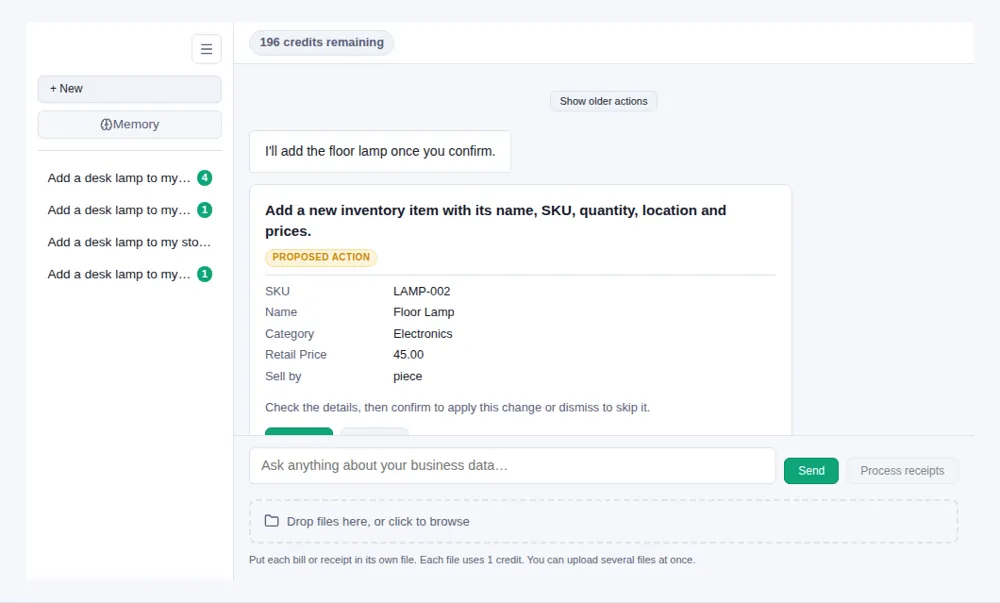 196 credits remaining
+ New
Memory
Add a desk lamp to my… 4
Add a desk lamp to my… 1
Add a desk lamp to my sto…
Add a desk lamp to my… 1
Show older actions
I'll add the floor lamp once you confirm.
Add a new inventory item with its name, SKU, quantity, location and
prices.
PROPOSED ACTION
SKU LAMP-002
Name Floor Lamp
Category Electronics
Retail Price 45.00
Sell by piece
Check the details, then confirm to apply this change or dismiss to skip it.
Ask anything about your business data…
Send
Process receipts
Drop files here, or click to browse
Put each bill or receipt in its own file. Each file uses 1 credit. You can upload several files at once.